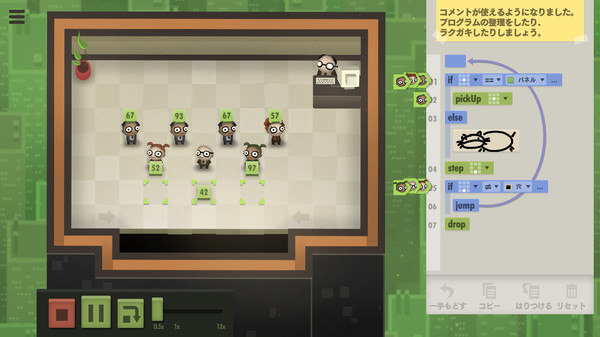 コメントが使えるようになりました。
プログラムの整理をしたり、
ラクガキしたりしましょう。
67
93
67
57
52
97
42
01
if
==
パネル
...
02
pickUp
03
else
04
step
05
if
≠
穴
...
06
jump
07
drop
一手もどす
コピー
はりつける
リセット
0.5x
1x
12x